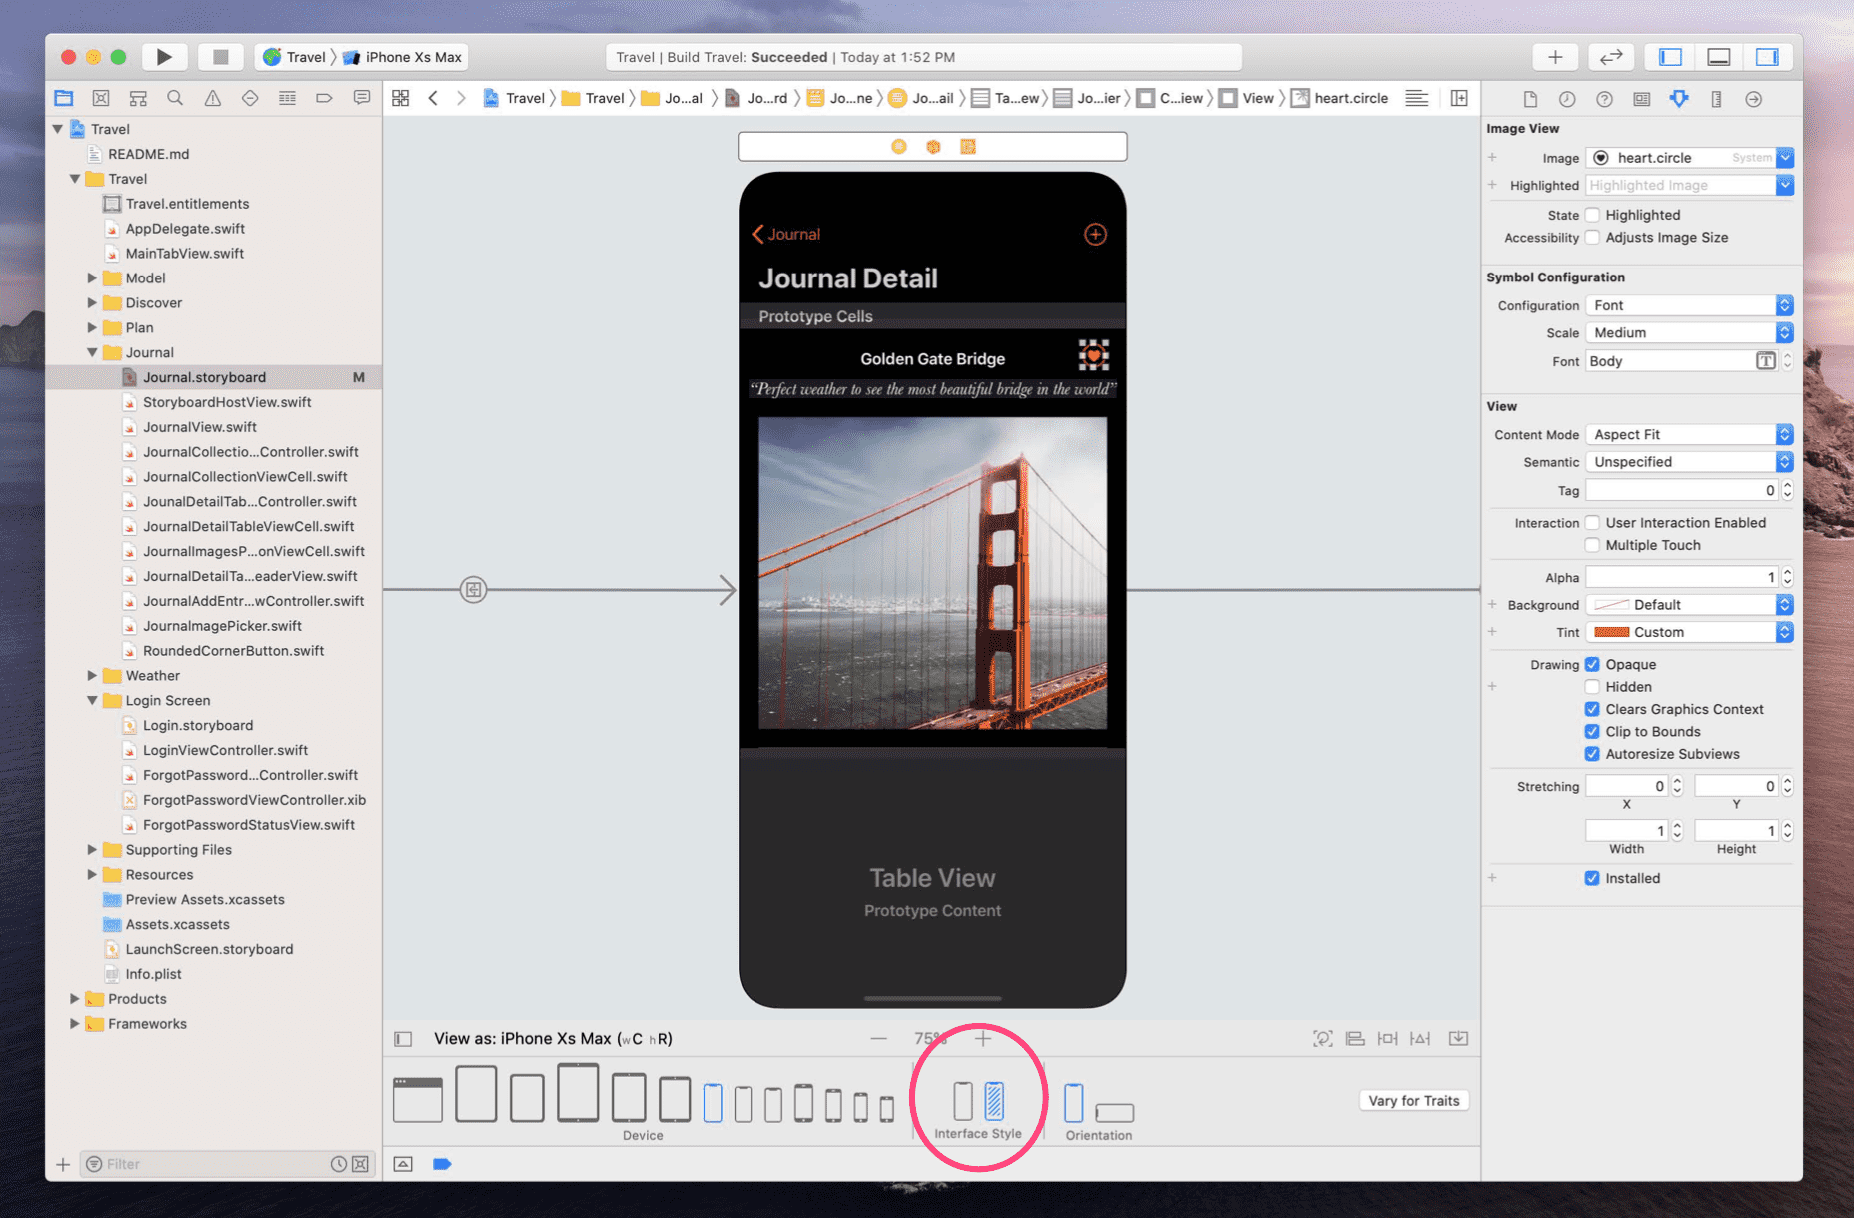 Travel
iPhone Xs Max
Travel | Build Travel: Succeeded | Today at 1:52 PM
Travel
Travel
Jo...al
Jo...rd
Jo...ne
Jo...ail
Ta...ew
Jo...ier
C...iew
View
heart.circle
Travel
README.md
Travel
Travel.entitlements
AppDelegate.swift
MainTabView.swift
Model
Discover
Plan
Journal
Journal.storyboard M
StoryboardHostView.swift
JournalView.swift
JournalCollectio...Controller.swift
JournalCollectionViewCell.swift
JounalDetailTab...Controller.swift
JournalDetailTableViewCell.swift
JournalImagesP...onViewCell.swift
JournalDetailTa...eaderView.swift
JournalAddEntr...wController.swift
JournalmagePicker.swift
RoundedCornerButton.swift
Weather
Login Screen
Login.storyboard
LoginViewController.swift
ForgotPassword...Controller.swift
ForgotPasswordViewController.xib
ForgotPasswordStatusView.swift
Supporting Files
Resources
Preview Assets.xcassets
Assets.xcassets
LaunchScreen.storyboard
Info.plist
Products
Frameworks
Filter
Journal
Journal Detail
Prototype Cells
Golden Gate Bridge
“Perfect weather to see the most beautiful bridge in the world”
Table View
Prototype Content
View as: iPhone Xs Max (wC hR)
75%
Device
Interface Style
Orientation
Vary for Traits
Image View
Image heart.circle System
Highlighted Highlighted Image
State Highlighted
Accessibility Adjusts Image Size
Symbol Configuration
Configuration Font
Scale Medium
Font Body T
View
Content Mode Aspect Fit
Semantic Unspecified
Tag 0
Interaction User Interaction Enabled
Multiple Touch
Alpha 1
Background Default
Tint Custom
Drawing Opaque
Hidden
Clears Graphics Context
Clip to Bounds
Autoresize Subviews
Stretching 0 0
X Y
1 1
Width Height
Installed